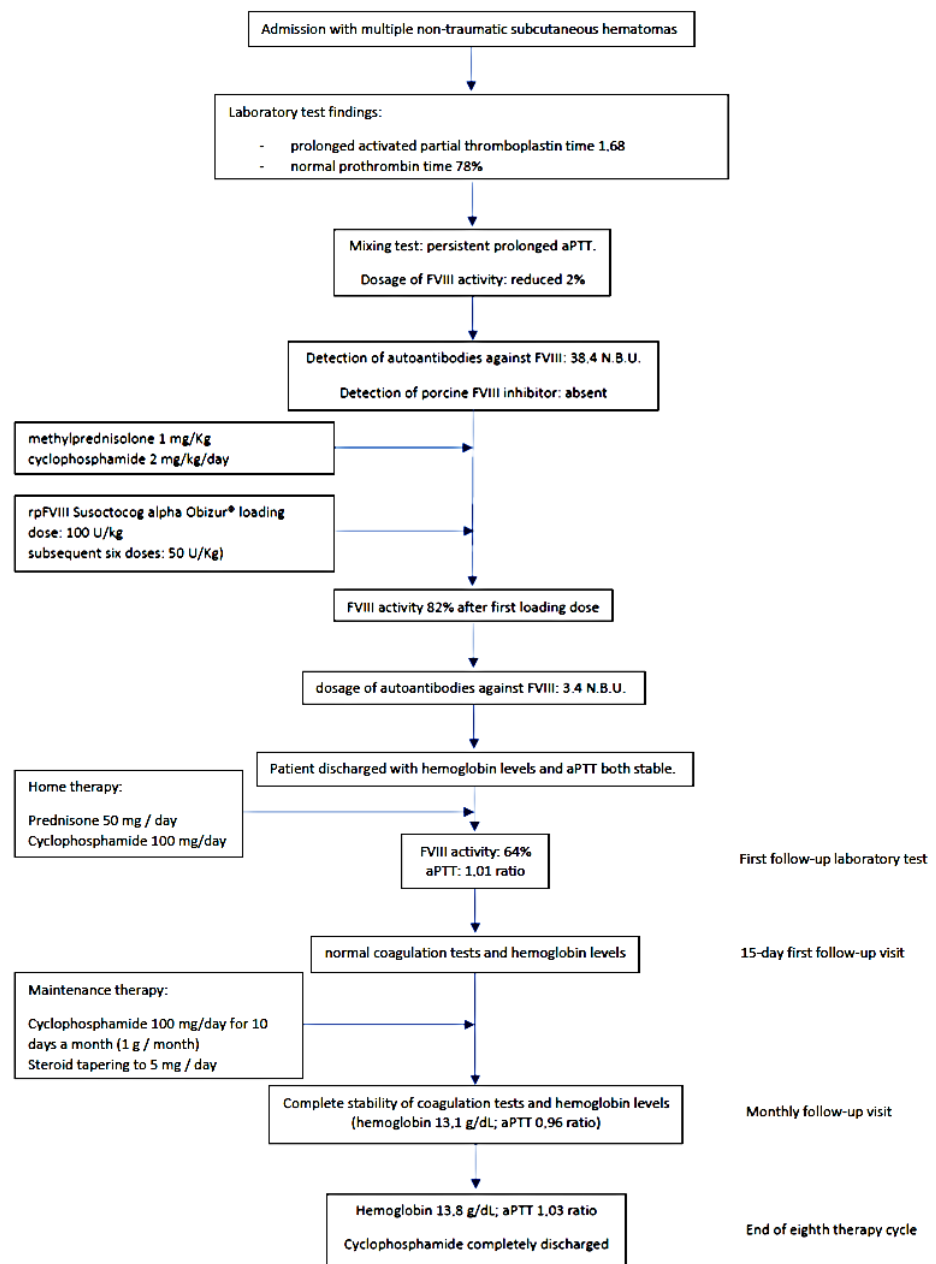 Admission with multiple non-traumatic subcutaneous hematomas
Laboratory test findings:
- prolonged activated partial thromboplastin time 1,68
- normal prothrombin time 78%
Mixing test: persistent prolonged aPTT.
Dosage of FVIII activity: reduced 2%
Detection of autoantibodies against FVIII: 38,4 N.B.U.
Detection of porcine FVIII inhibitor: absent
methylprednisolone 1 mg/Kg
cyclophosphamide 2 mg/kg/day
rpFVIII Susoctocog alpha Obizur® loading
dose: 100 U/kg
subsequent six doses: 50 U/Kg)
FVIII activity 82% after first loading dose
dosage of autoantibodies against FVIII: 3,4 N.B.U.
Patient discharged with hemoglobin levels and aPTT both stable.
Home therapy:
Prednisone 50 mg / day
Cyclophosphamide 100 mg/day
FVIII activity: 64%
aPTT: 1,01 ratio
First follow-up laboratory test
normal coagulation tests and hemoglobin levels
15-day first follow-up visit
Maintenance therapy:
Cyclophosphamide 100 mg/day for 10
days a month (1 g / month)
Steroid tapering to 5 mg / day
Complete stability of coagulation tests and hemoglobin levels
(hemoglobin 13,1 g/dL; aPTT 0,96 ratio)
Monthly follow-up visit
Hemoglobin 13,8 g/dL; aPTT 1,03 ratio
Cyclophosphamide completely discharged
End of eighth therapy cycle